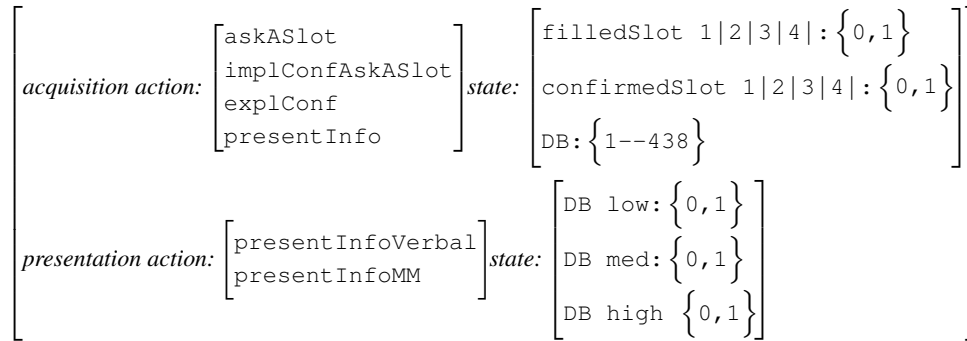 acquisition action:
askASlot
implConfAskASlot
explConf
presentInfo
state:
filledSlot 1|2|3|4|:{0,1}
confirmedSlot 1|2|3|4|:{0,1}
DB:{1--438}
presentation action:
presentInfoVerbal
presentInfoMM
state:
DB low:{0,1}
DB med:{0,1}
DB high {0,1}